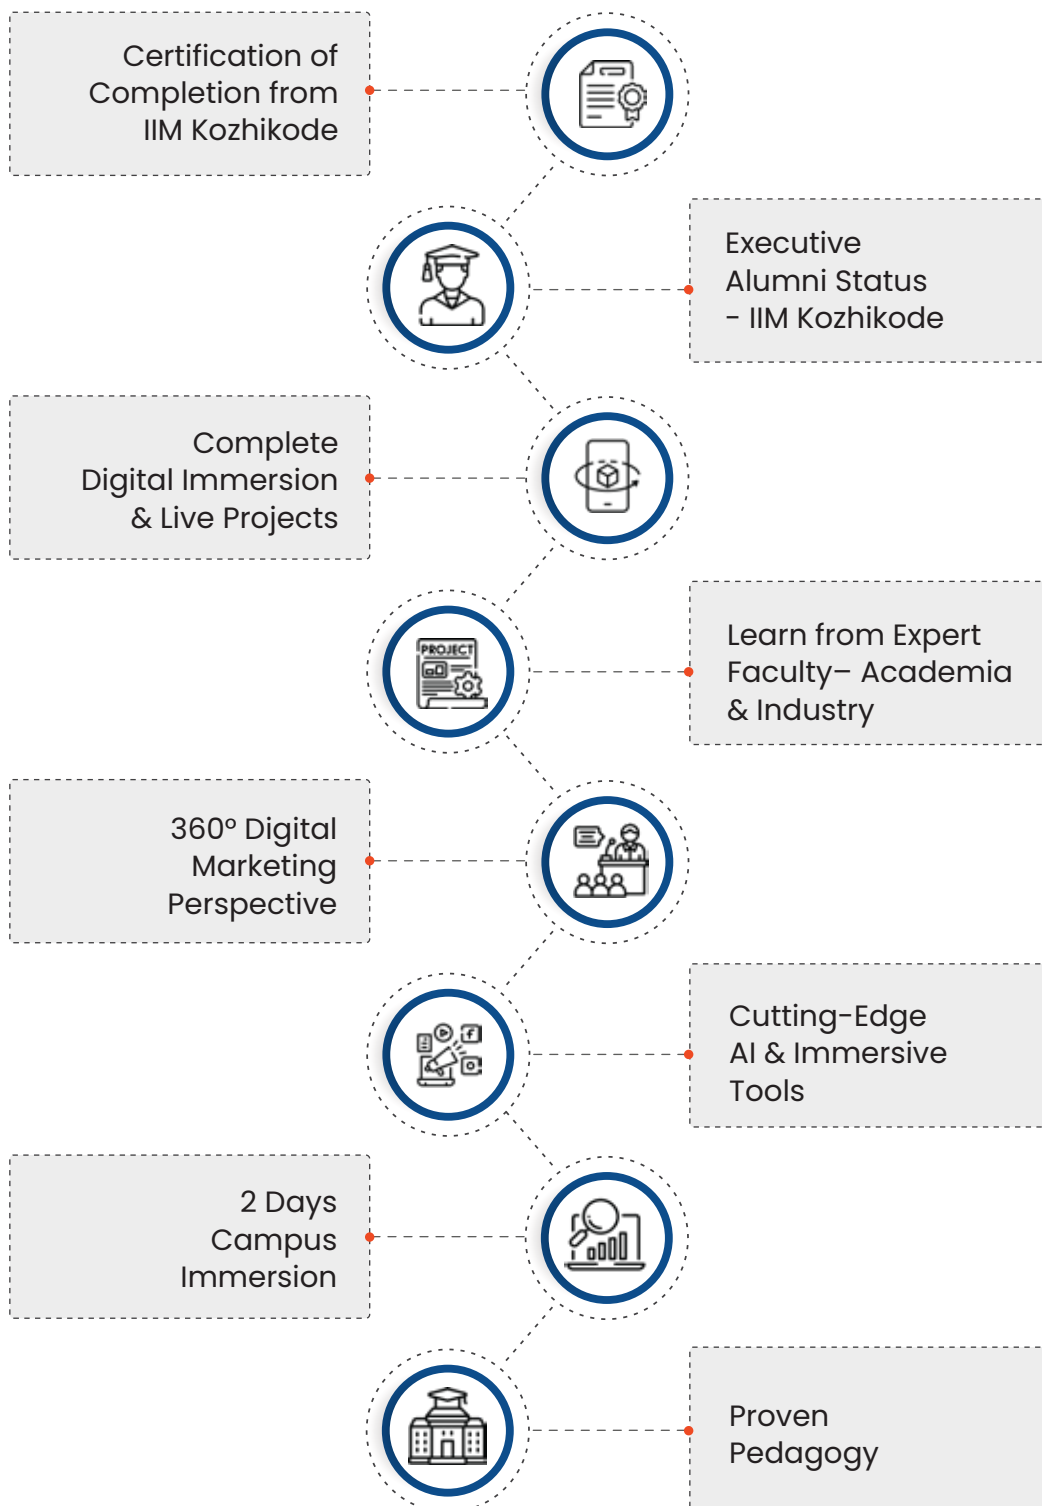 Certification of
Completion from
IIM Kozhikode
Executive
Alumni Status
- IIM Kozhikode
Complete
Digital Immersion
& Live Projects
PROJECT
Learn from Expert
Faculty– Academia
& Industry
360° Digital
Marketing
Perspective
Cutting-Edge
AI & Immersive
Tools
2 Days
Campus
Immersion
Proven
Pedagogy